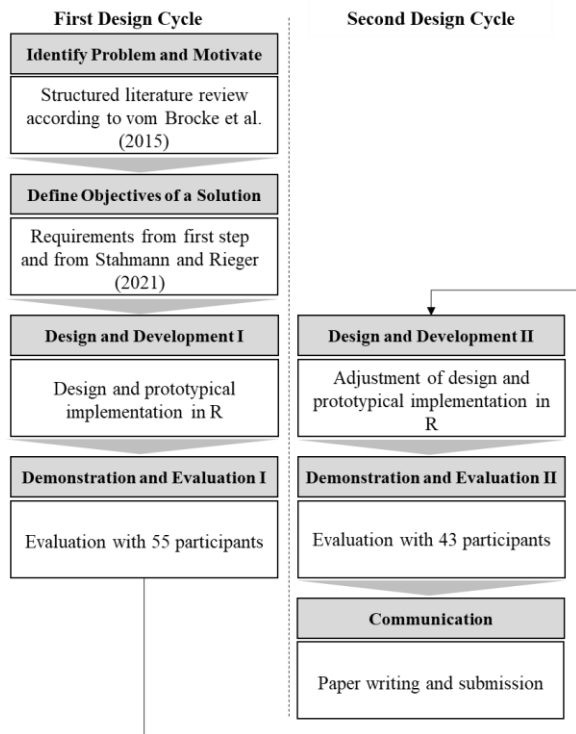 First Design Cycle
Identify Problem and Motivate
Structured literature review
according to vom Brocke et al.
(2015)
Define Objectives of a Solution
Requirements from first step
and from Stahmann and Rieger
(2021)
Design and Development I
Design and prototypical
implementation in R
Demonstration and Evaluation I
Evaluation with 55 participants
Second Design Cycle
Design and Development II
Adjustment of design and
prototypical implementation in
R
Demonstration and Evaluation II
Evaluation with 43 participants
Communication
Paper writing and submission